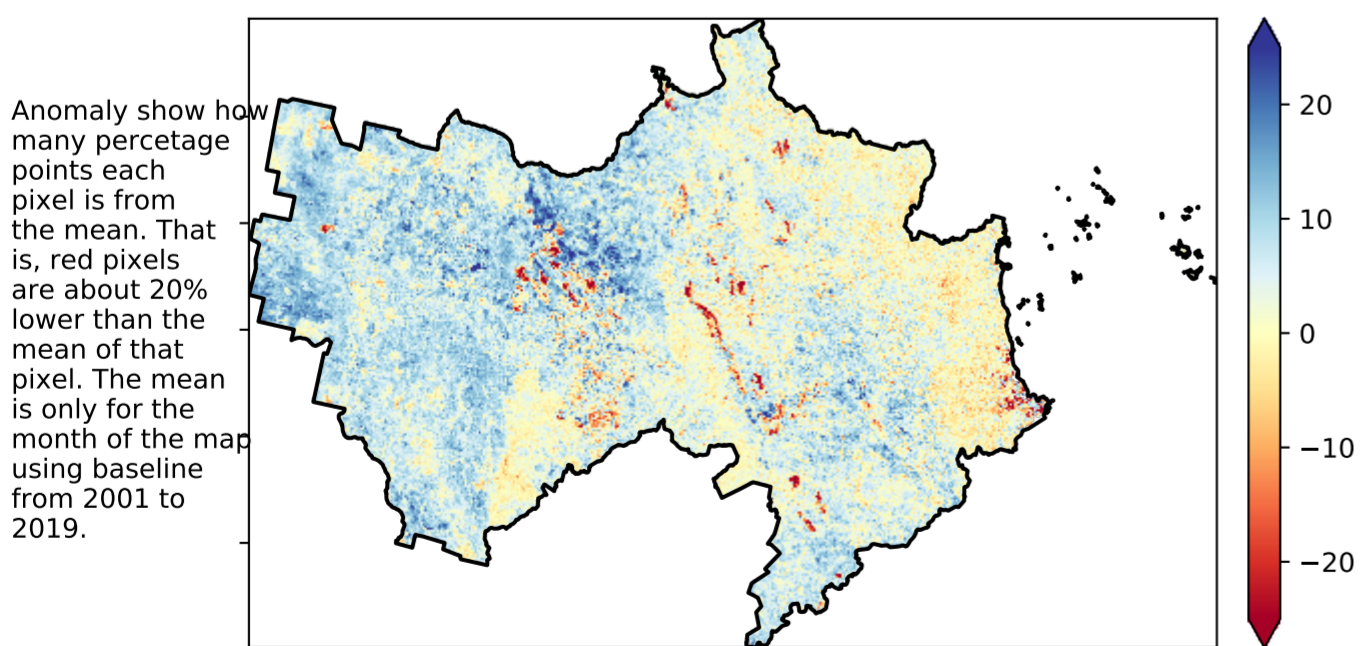 Anomaly show how
many percetage
points each
pixel is from
the mean. That
is, red pixels
are about 20%
lower than the
mean of that
pixel. The mean
is only for the
month of the map
using baseline
from 2001 to
2019.
20
10
0
−10
−20